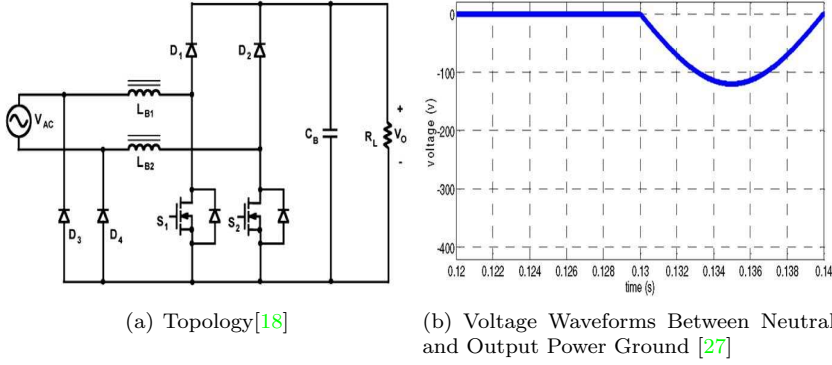 D1
D2
LB1
VAC
LB2
CB
RL
+
VO
-
S1
S2
D3
D4
voltage (v)
0
-100
-200
-300
-400
0.12 0.122 0.124 0.126 0.128 0.13 0.132 0.134 0.136 0.138 0.14
time (s)
(a) Topology[18]
(b) Voltage Waveforms Between Neutral
and Output Power Ground [27]